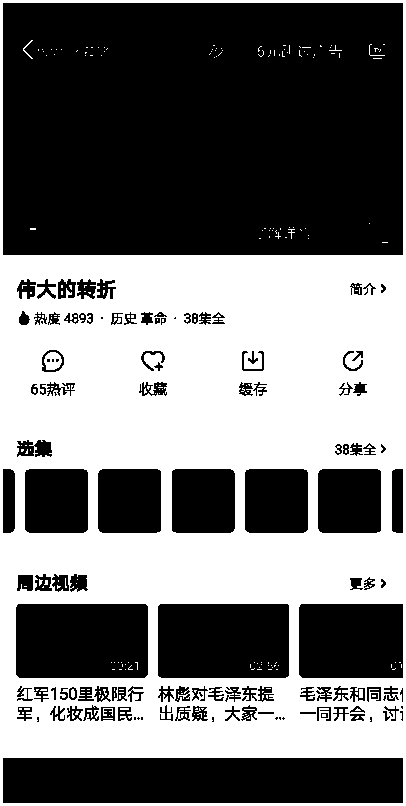 伟大的转折
简介
热度 4893 · 历史 革命 · 38集全
65热评
收藏
缓存
分享
选集
38集全
周边视频
更多
00:21
02:56
红军150里极限行
军，化妆成国民...
林彪对毛泽东提
出质疑，大家一...
毛泽东和同志
一同开会，讨